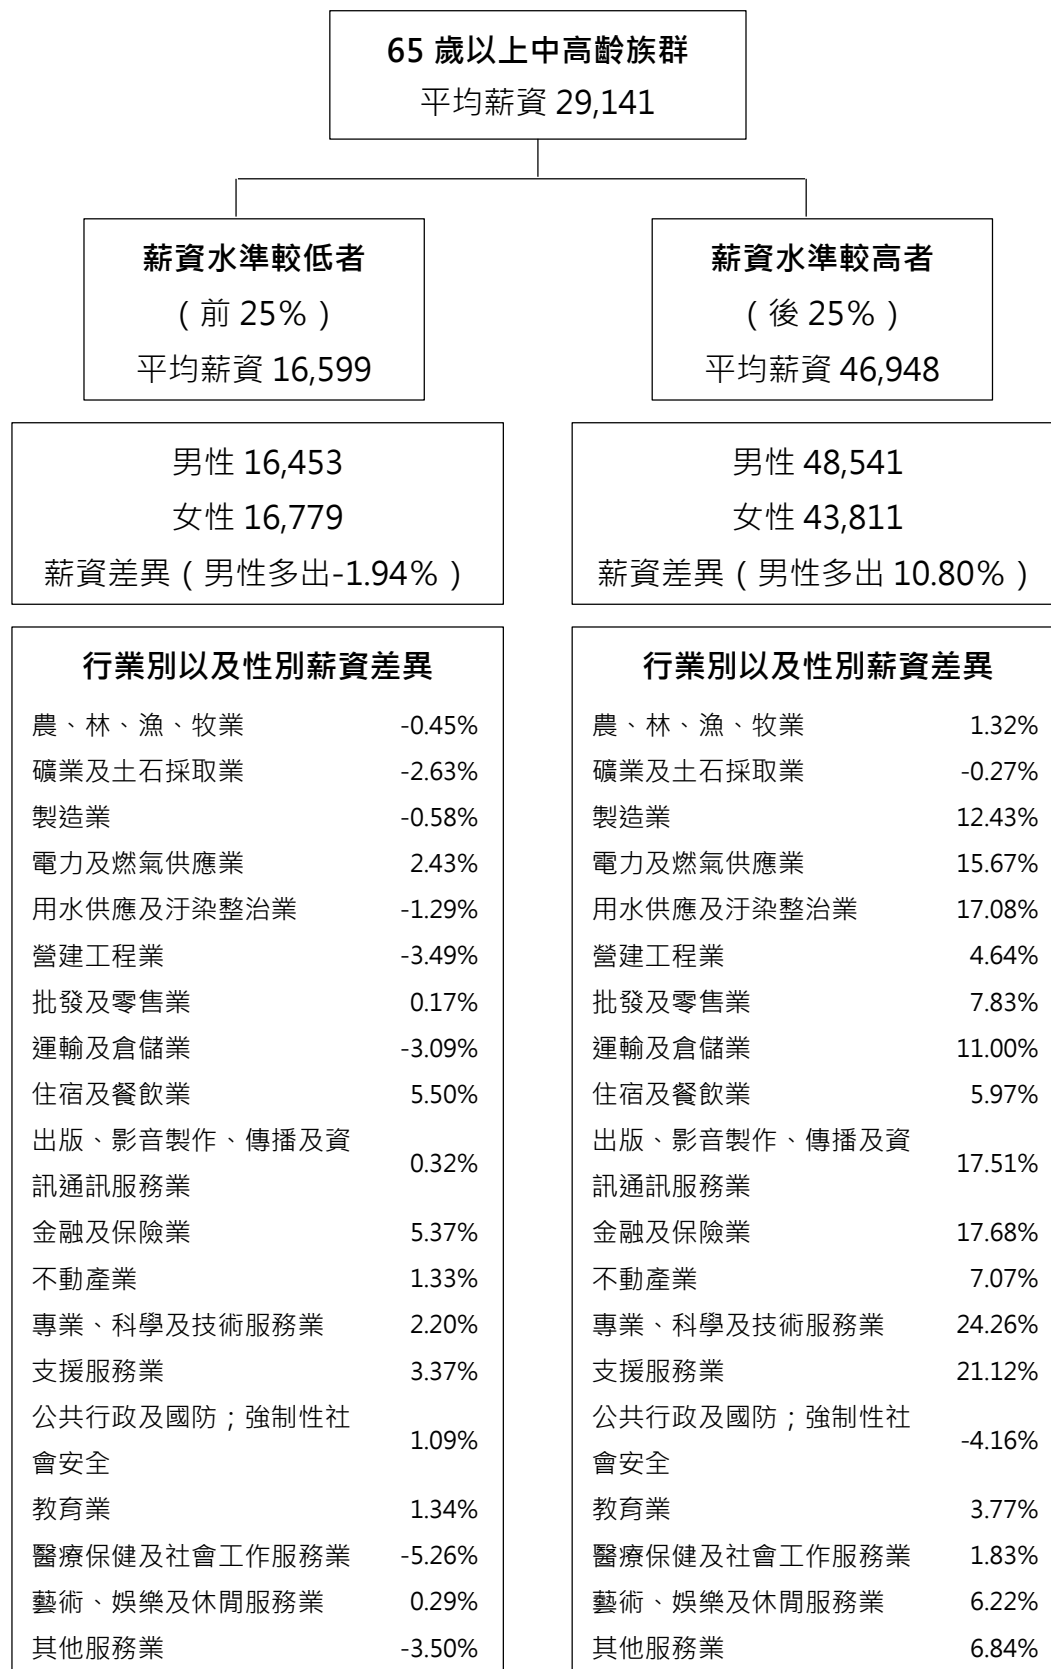 65 歲以上中高齡族群
平均薪資 29,141
薪資水準較低者
（前 25%）
平均薪資 16,599
薪資水準較高者
（後 25%）
平均薪資 46,948
男性 16,453
女性 16,779
薪資差異（男性多出-1.94%）
男性 48,541
女性 43,811
薪資差異（男性多出 10.80%）
行業別以及性別薪資差異
農、林、漁、牧業 -0.45%
礦業及土石採取業 -2.63%
製造業 -0.58%
電力及燃氣供應業 2.43%
用水供應及汙染整治業 -1.29%
營建工程業 -3.49%
批發及零售業 0.17%
運輸及倉儲業 -3.09%
住宿及餐飲業 5.50%
出版、影音製作、傳播及資
訊通訊服務業 0.32%
金融及保險業 5.37%
不動產業 1.33%
專業、科學及技術服務業 2.20%
支援服務業 3.37%
公共行政及國防；強制性社
會安全 1.09%
教育業 1.34%
醫療保健及社會工作服務業 -5.26%
藝術、娛樂及休閒服務業 0.29%
其他服務業 -3.50%
行業別以及性別薪資差異
農、林、漁、牧業 1.32%
礦業及土石採取業 -0.27%
製造業 12.43%
電力及燃氣供應業 15.67%
用水供應及汙染整治業 17.08%
營建工程業 4.64%
批發及零售業 7.83%
運輸及倉儲業 11.00%
住宿及餐飲業 5.97%
出版、影音製作、傳播及資
訊通訊服務業 17.51%
金融及保險業 17.68%
不動產業 7.07%
專業、科學及技術服務業 24.26%
支援服務業 21.12%
公共行政及國防；強制性社
會安全 -4.16%
教育業 3.77%
醫療保健及社會工作服務業 1.83%
藝術、娛樂及休閒服務業 6.22%
其他服務業 6.84%